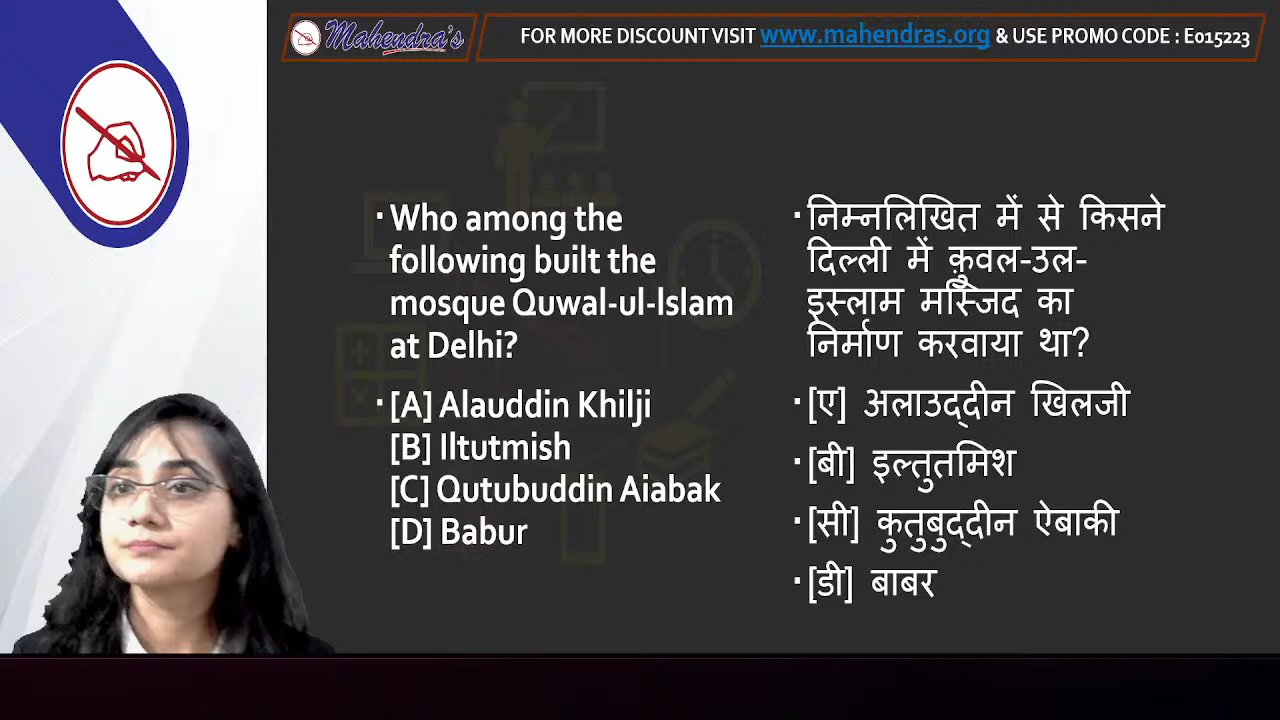 Mahendra's
FOR MORE DISCOUNT VISIT www.mahendras.org & USE PROMO CODE : E015223
· Who among the
following built the
mosque Quwal-ul-Islam
at Delhi?
· [A] Alauddin Khilji
[B] Iltutmish
[C] Qutubuddin Aiabak
[D] Babur
· निम्नलिखित में से किसने
दिल्ली में क़ुवल-उल-
इस्लाम मस्जिद का
निर्माण करवाया था?
· [ए] अलाउद्दीन खिलजी
· [बी] इल्तुतमिश
· [सी] कुतुबुद्दीन ऐबाकी
· [डी] बाबर